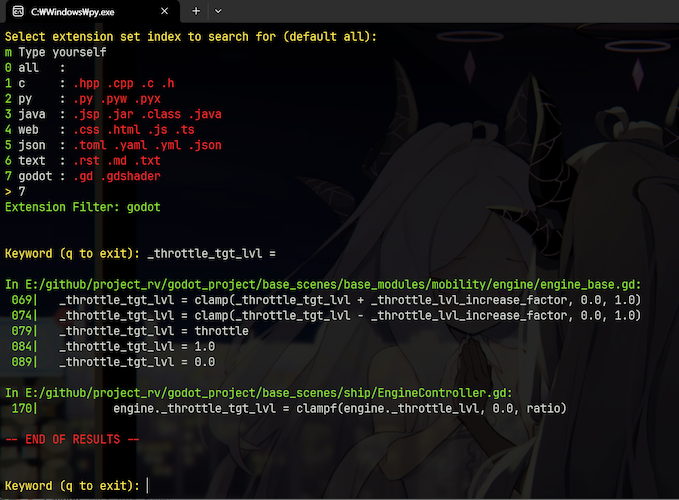 C:₩Windows₩py.exe
Select extension set index to search for (default all):
m Type yourself
0 all   :
1 c     : .hpp .cpp .c .h
2 py    : .py .pyw .pyx
3 java  : .jsp .jar .class .java
4 web   : .css .html .js .ts
5 json  : .toml .yaml .yml .json
6 text  : .rst .md .txt
7 godot : .gd .gdshader
> 7
Extension Filter: godot
Keyword (q to exit): _throttle_tgt_lvl =
In E:/github/project_rv/godot_project/base_scenes/base_modules/mobility/engine/engine_base.gd:
069|   _throttle_tgt_lvl = clamp(_throttle_tgt_lvl + _throttle_lvl_increase_factor, 0.0, 1.0)
074|   _throttle_tgt_lvl = clamp(_throttle_tgt_lvl - _throttle_lvl_increase_factor, 0.0, 1.0)
079|   _throttle_tgt_lvl = throttle
084|   _throttle_tgt_lvl = 1.0
089|   _throttle_tgt_lvl = 0.0
In E:/github/project_rv/godot_project/base_scenes/ship/EngineController.gd:
170|           engine._throttle_tgt_lvl = clampf(engine._throttle_lvl, 0.0, ratio)
-- END OF RESULTS --
Keyword (q to exit):